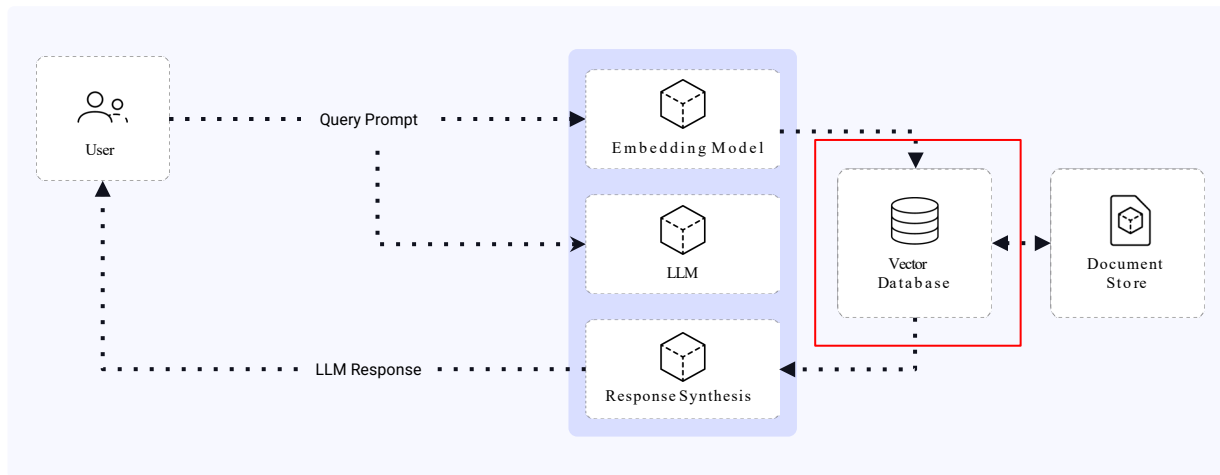 User
Query Prompt
Embedding Model
LLM
Vector
Database
Document
Store
LLM Response
Response Synthesis